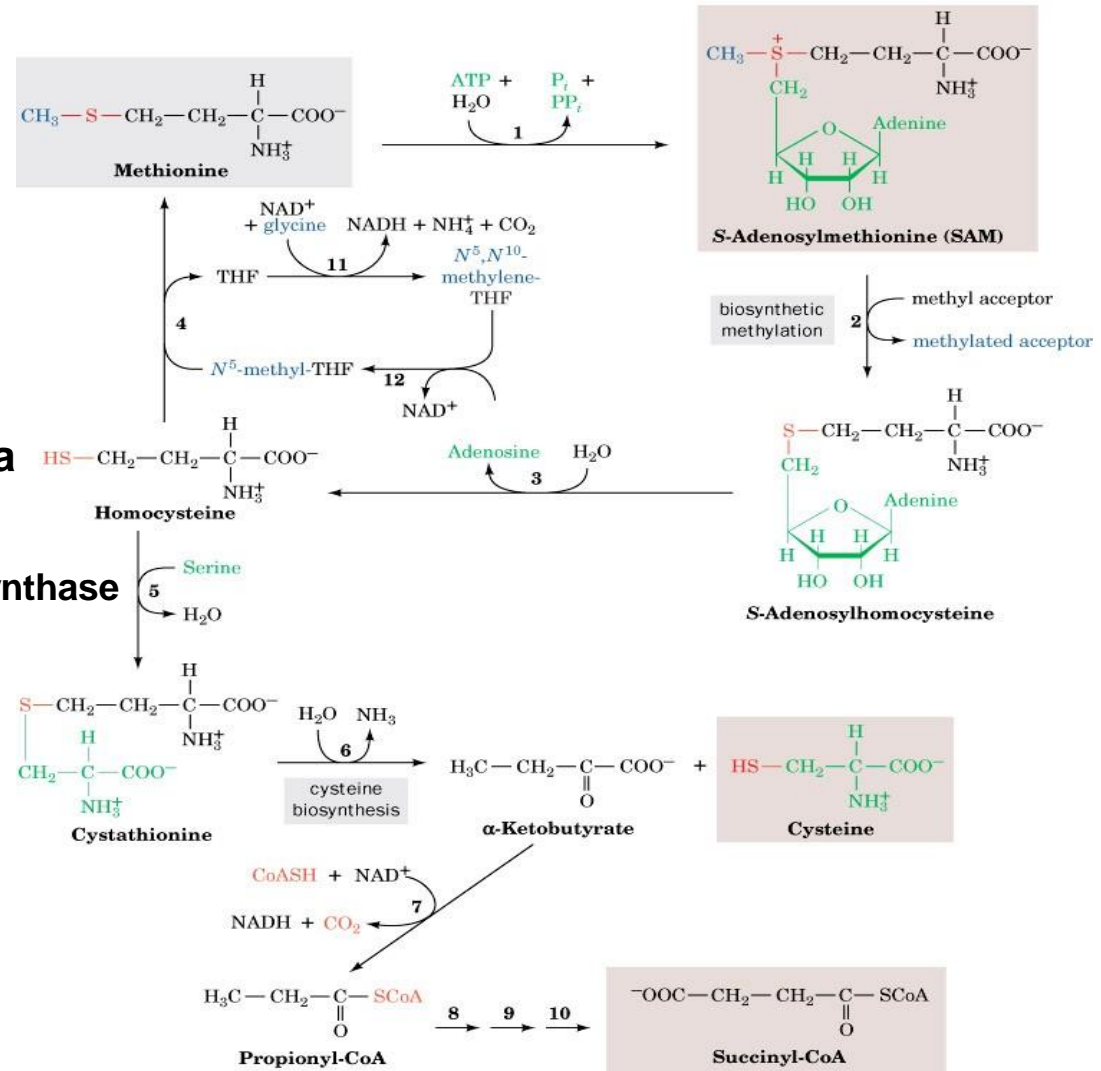 ATP + P_i +
H₂O PP_i
1
CH₃—S—CH₂—CH₂—C—COO⁻
H
NH₃⁺
Methionine
H
CH₃—S—CH₂—CH₂—C—COO⁻
+
NH₃⁺
CH₂
O Adenine
H H H H
HO OH
S-Adenosylmethionine (SAM)
NAD⁺
+ glycine NADH + NH₄⁺ + CO₂
11
THF
N⁵,N¹⁰-
methylene-
THF
4
N⁵-methyl-THF
12
NAD⁺
biosynthetic
methylation
2
methyl acceptor
methylated acceptor
a
H
HS—CH₂—CH₂—C—COO⁻
NH₃⁺
Homocysteine
Adenosine H₂O
3
H
S—CH₂—CH₂—C—COO⁻
NH₃⁺
CH₂
O Adenine
H H H H
HO OH
S-Adenosylhomocysteine
ynthase
Serine
5
H₂O
H
S—CH₂—CH₂—C—COO⁻
NH₃⁺
H
CH₂—C—COO⁻
NH₃⁺
Cystathionine
H₂O NH₃
6
cysteine
biosynthesis
H₃C—CH₂—C—COO⁻
O
α-Ketobutyrate
+
H
HS—CH₂—C—COO⁻
NH₃⁺
Cysteine
CoASH + NAD⁺
7
NADH + CO₂
H₃C—CH₂—C—SCoA
O
Propionyl-CoA
8 9 10
⁻OOC—CH₂—CH₂—C—SCoA
O
Succinyl-CoA